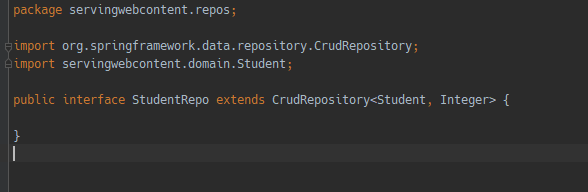 package servingwebcontent.repos;
import org.springframework.data.repository.CrudRepository;
import servingwebcontent.domain.Student;
public interface StudentRepo extends CrudRepository<Student, Integer> {
}